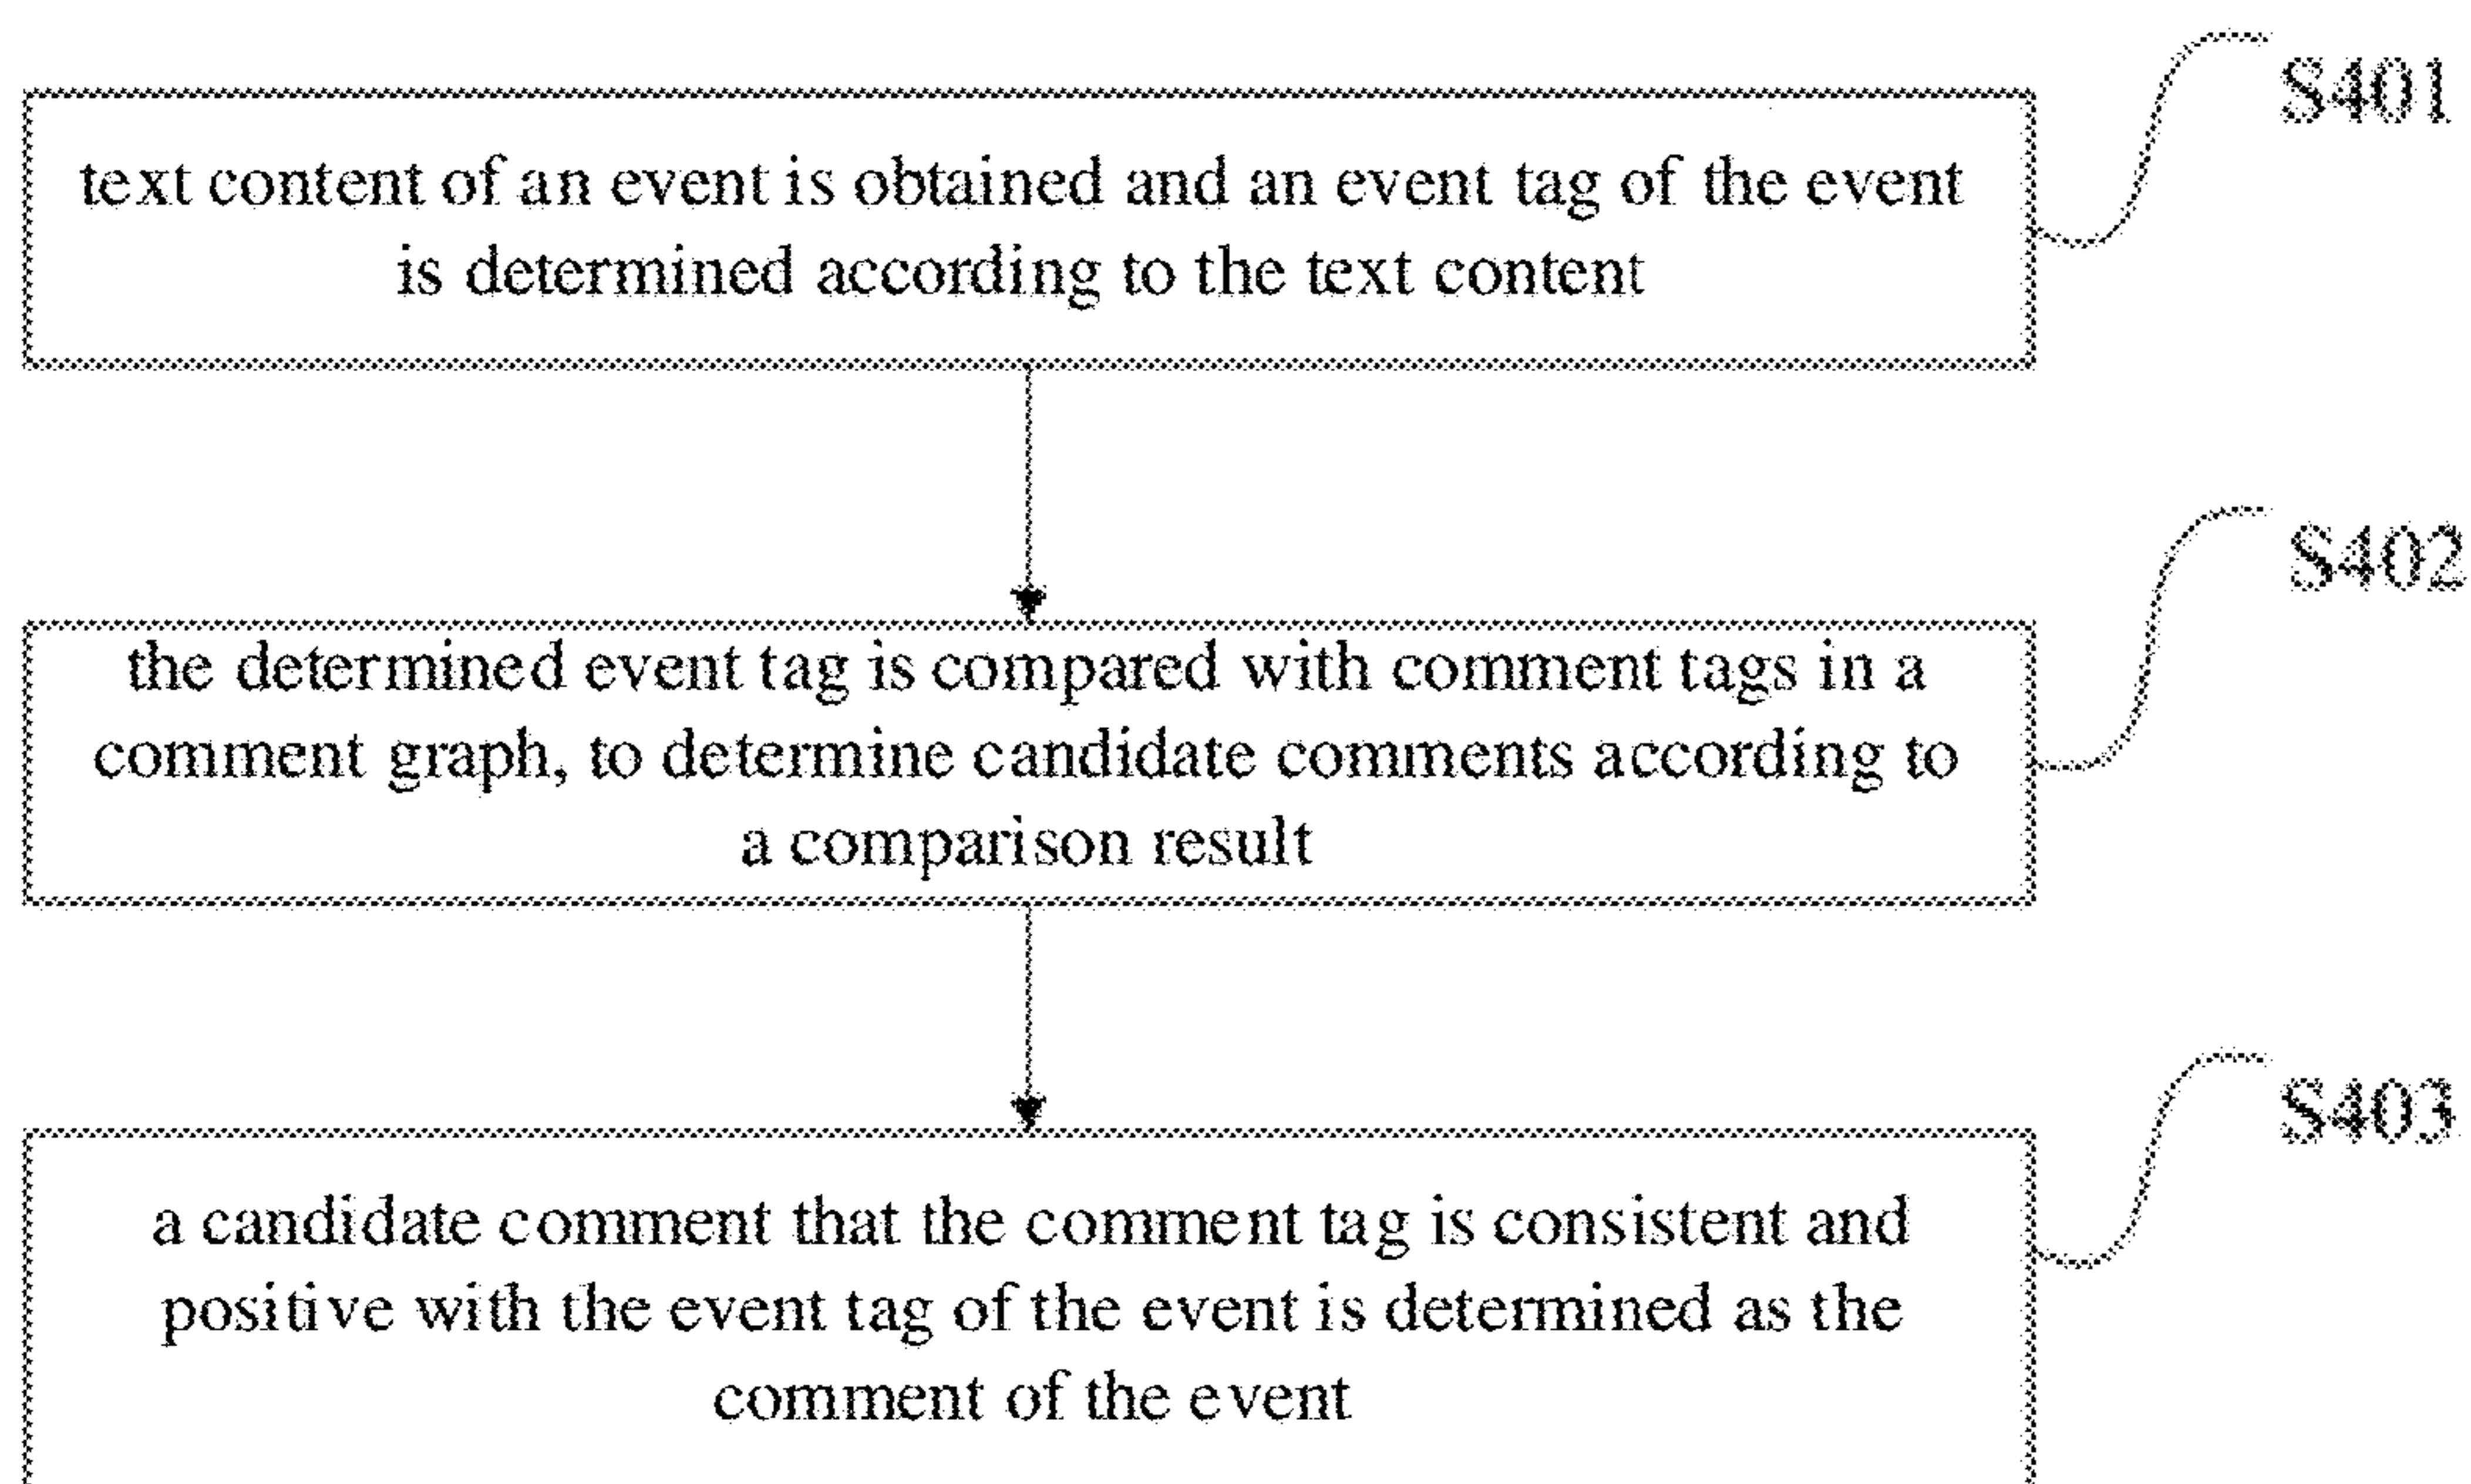 S401
text content of an event is obtained and an event tag of the event
is determined according to the text content
S402
the determined event tag is compared with comment tags in a
comment graph, to determine candidate comments according to
a comparison result
S403
a candidate comment that the comment tag is consistent and
positive with the event tag of the event is determined as the
comment of the event